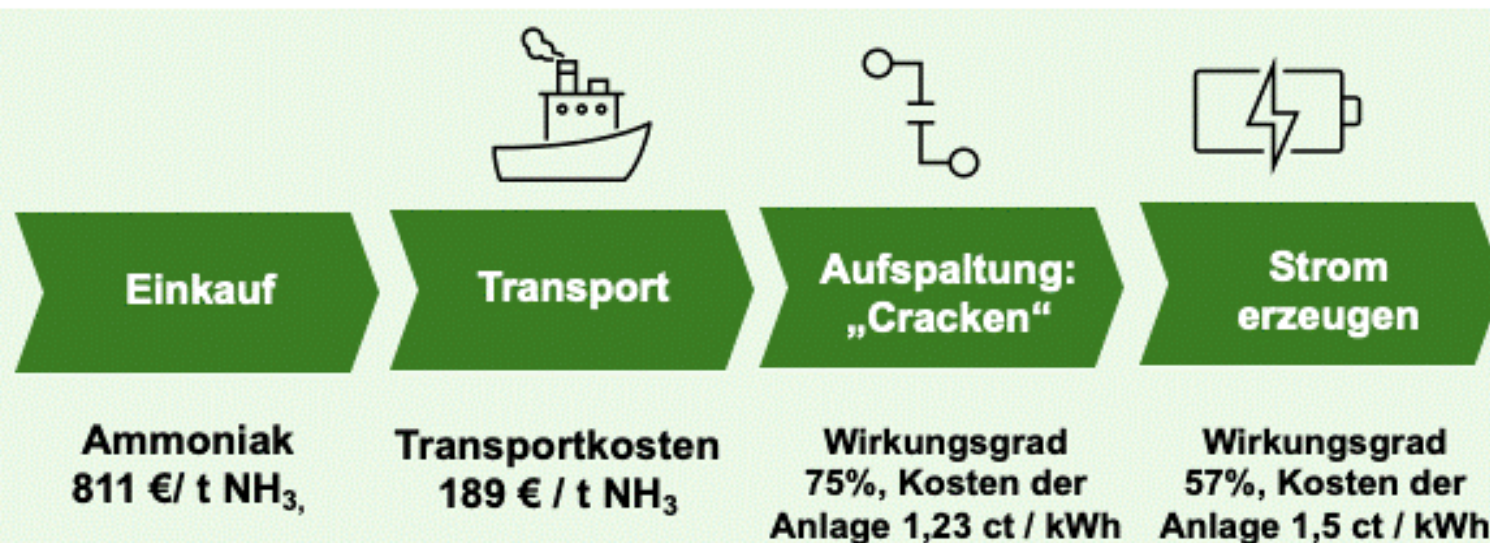 Einkauf
Transport
Aufspaltung:
„Cracken“
Strom
erzeugen
Ammoniak
811 €/ t NH₃,
Transportkosten
189 € / t NH₃
Wirkungsgrad
75%, Kosten der
Anlage 1,23 ct / kWh
Wirkungsgrad
57%, Kosten der
Anlage 1,5 ct / kWh